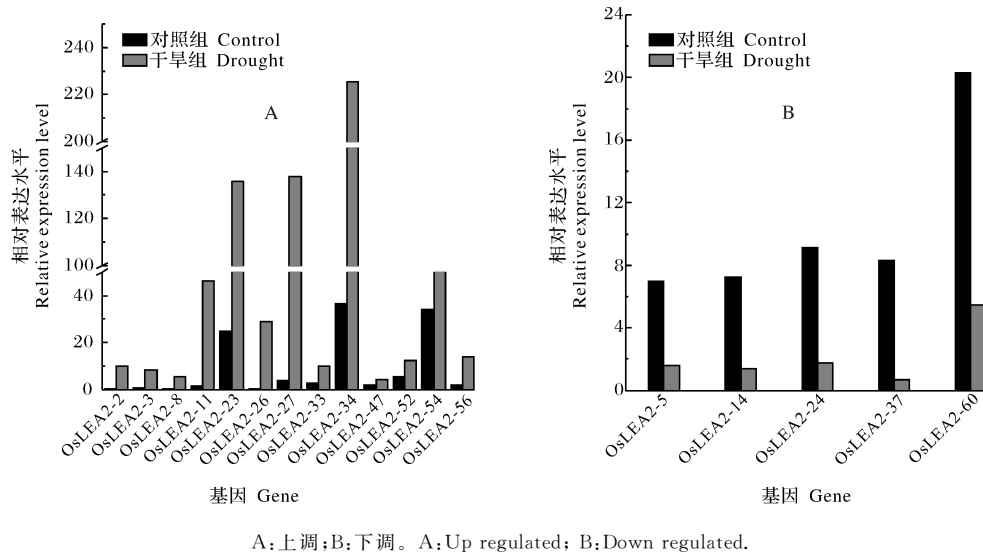 相对表达水平
Relative expression level
240
220
200
140
120
100
40
20
0
对照组 Control
干旱组 Drought
A
OsLEA2-2
OsLEA2-3
OsLEA2-8
OsLEA2-11
OsLEA2-23
OsLEA2-26
OsLEA2-27
OsLEA2-33
OsLEA2-34
OsLEA2-47
OsLEA2-52
OsLEA2-54
OsLEA2-56
基因 Gene
相对表达水平
Relative expression level
24
20
16
12
8
4
0
对照组 Control
干旱组 Drought
B
OsLEA2-5
OsLEA2-14
OsLEA2-24
OsLEA2-37
OsLEA2-60
基因 Gene
A:上调;B:下调。A:Up regulated; B:Down regulated.